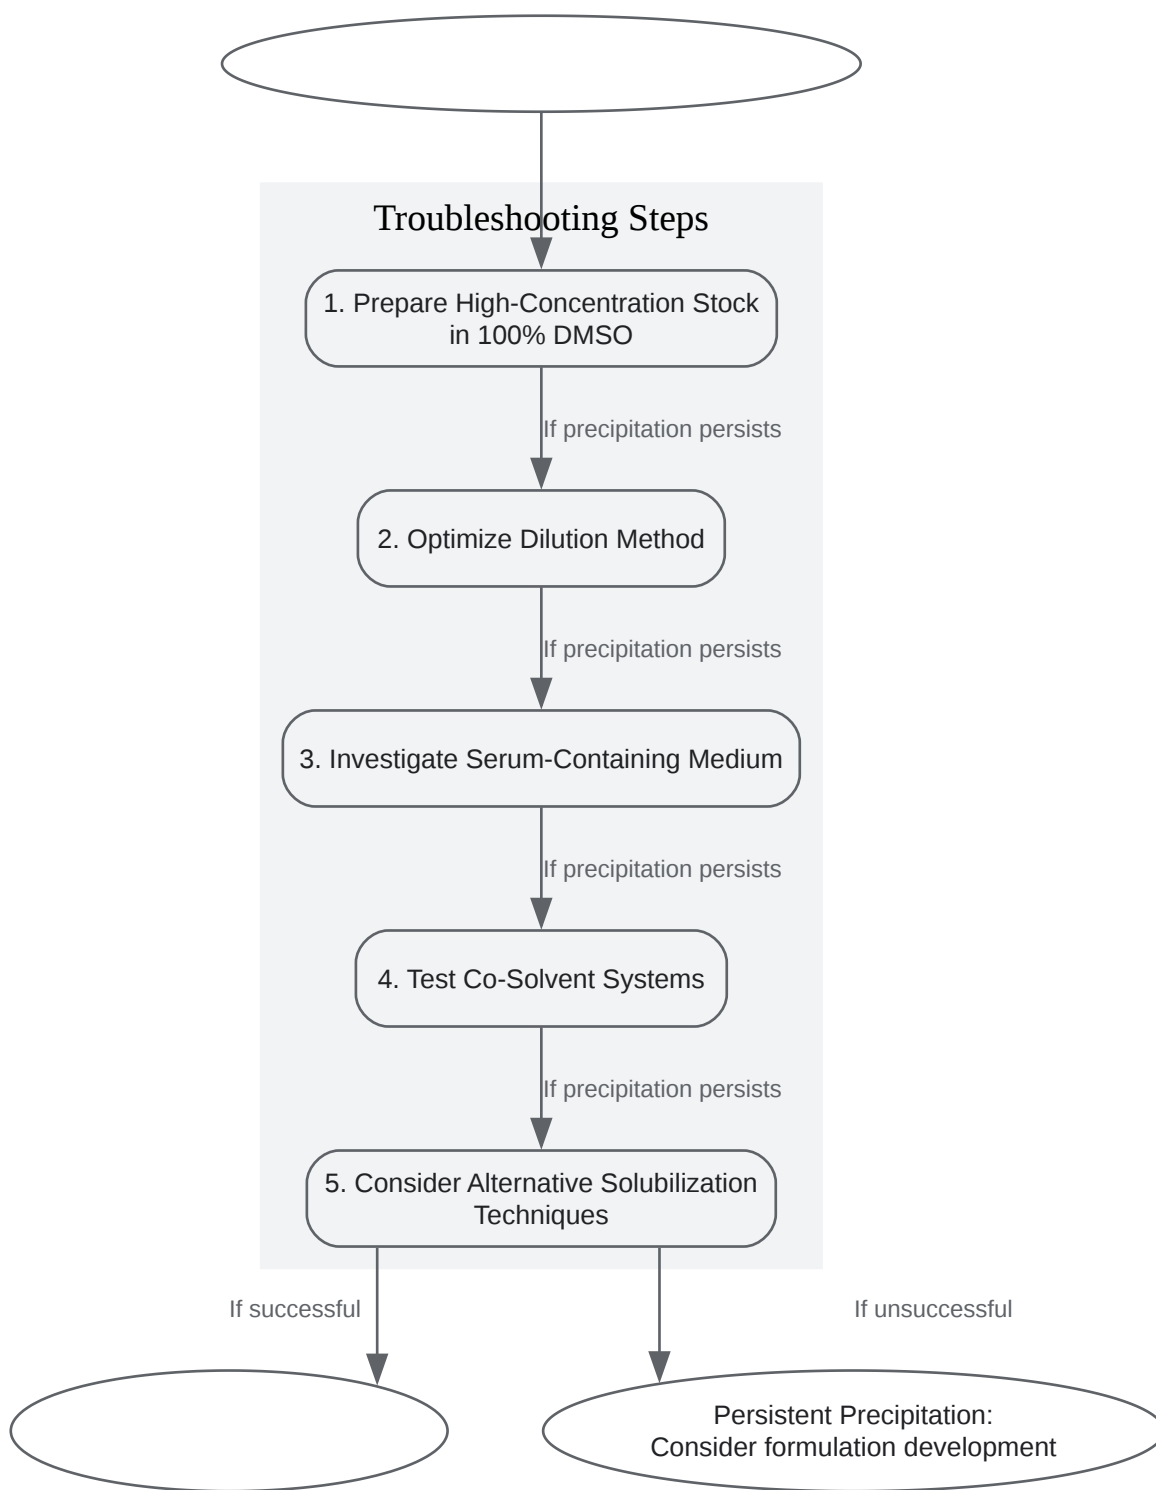 Troubleshooting Steps
1. Prepare High-Concentration Stock
in 100% DMSO
If precipitation persists
2. Optimize Dilution Method
If precipitation persists
3. Investigate Serum-Containing Medium
If precipitation persists
4. Test Co-Solvent Systems
If precipitation persists
5. Consider Alternative Solubilization
Techniques
If successful
If unsuccessful
Persistent Precipitation:
Consider formulation development